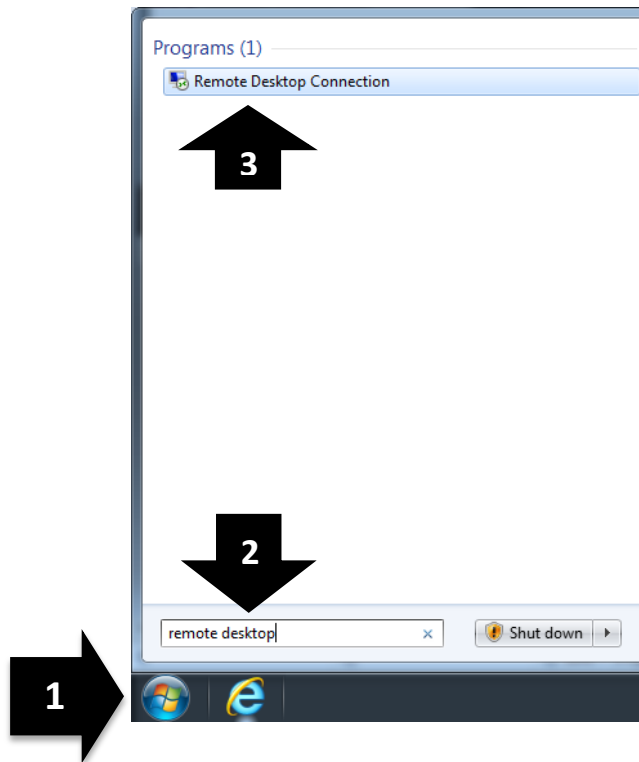 Programs (1)
Remote Desktop Connection
3
2
remote desktop
Shut down
1